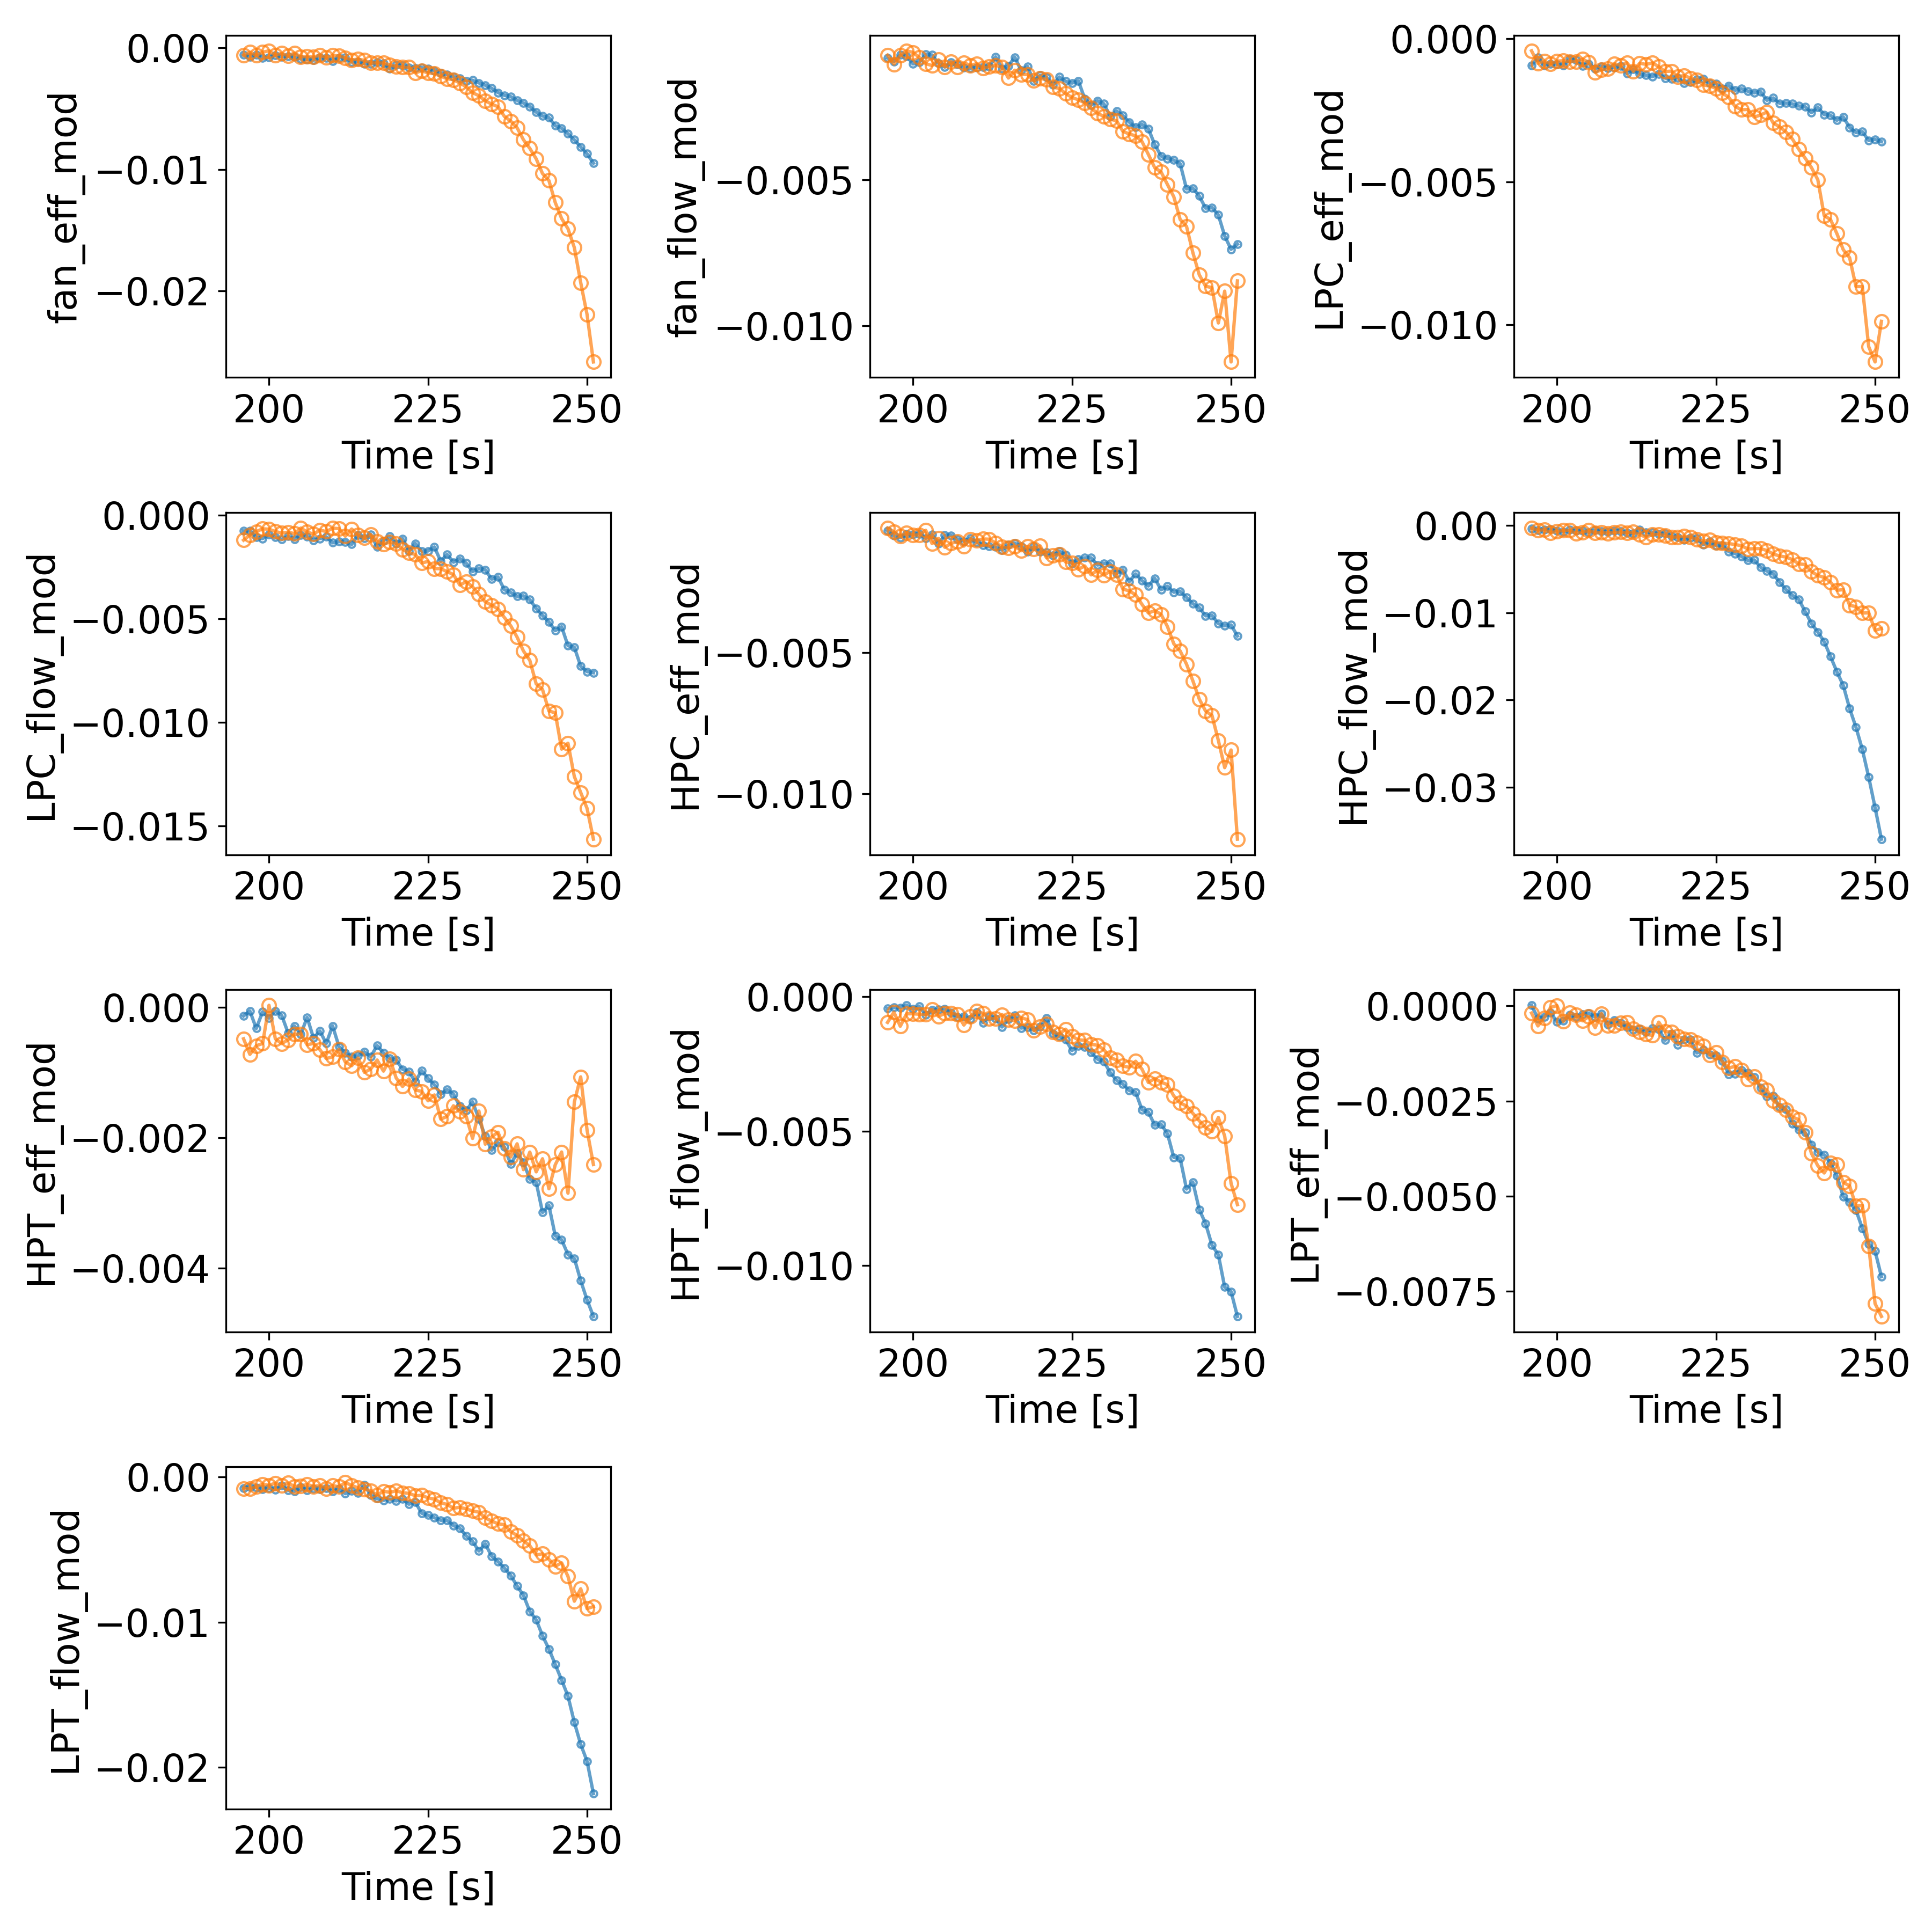 fan_eff_mod
0.00
−0.01
−0.02
200 225 250
Time [s]
fan_flow_mod
−0.005
−0.010
200 225 250
Time [s]
LPC_eff_mod
0.000
−0.005
−0.010
200 225 250
Time [s]
LPC_flow_mod
0.000
−0.005
−0.010
−0.015
200 225 250
Time [s]
HPC_eff_mod
−0.005
−0.010
200 225 250
Time [s]
HPC_flow_mod
0.00
−0.01
−0.02
−0.03
200 225 250
Time [s]
HPT_eff_mod
0.000
−0.002
−0.004
200 225 250
Time [s]
HPT_flow_mod
0.000
−0.005
−0.010
200 225 250
Time [s]
LPT_eff_mod
0.0000
−0.0025
−0.0050
−0.0075
200 225 250
Time [s]
LPT_flow_mod
0.00
−0.01
−0.02
200 225 250
Time [s]